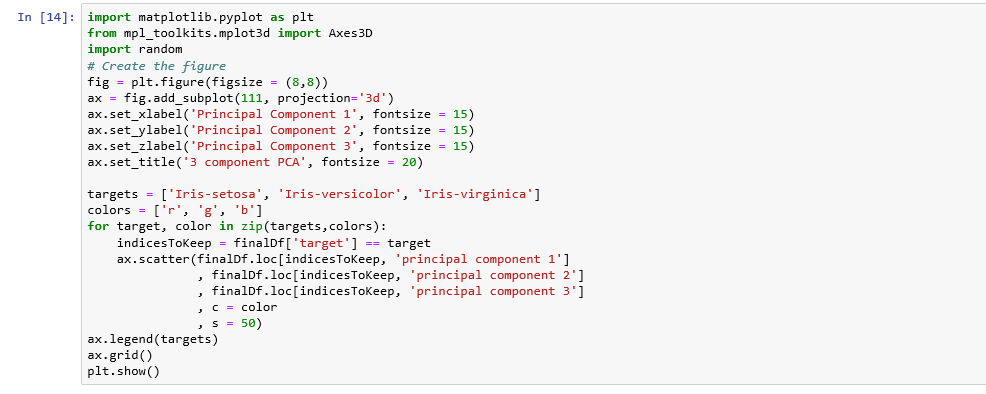 In [14]: import matplotlib.pyplot as plt
from mpl_toolkits.mplot3d import Axes3D
import random
# Create the figure
fig = plt.figure(figsize = (8,8))
ax = fig.add_subplot(111, projection='3d')
ax.set_xlabel('Principal Component 1', fontsize = 15)
ax.set_ylabel('Principal Component 2', fontsize = 15)
ax.set_zlabel('Principal Component 3', fontsize = 15)
ax.set_title('3 component PCA', fontsize = 20)

targets = ['Iris-setosa', 'Iris-versicolor', 'Iris-virginica']
colors = ['r', 'g', 'b']
for target, color in zip(targets,colors):
    indicesToKeep = finalDf['target'] == target
    ax.scatter(finalDf.loc[indicesToKeep, 'principal component 1']
               , finalDf.loc[indicesToKeep, 'principal component 2']
               , finalDf.loc[indicesToKeep, 'principal component 3']
               , c = color
               , s = 50)
ax.legend(targets)
ax.grid()
plt.show()